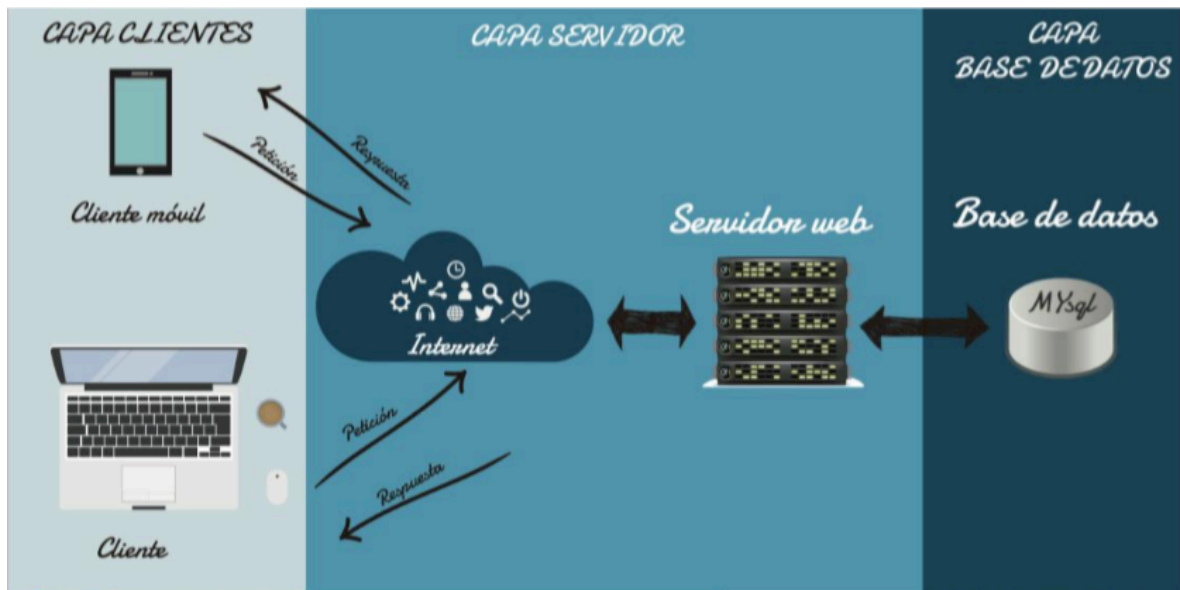 CAPA CLIENTES
CAPA SERVIDOR
CAPA
BASE DE DATOS
Petición
Respuesta
Cliente móvil
Servidor web
Base de datos
MYsql
Internet
Petición
Respuesta
Cliente